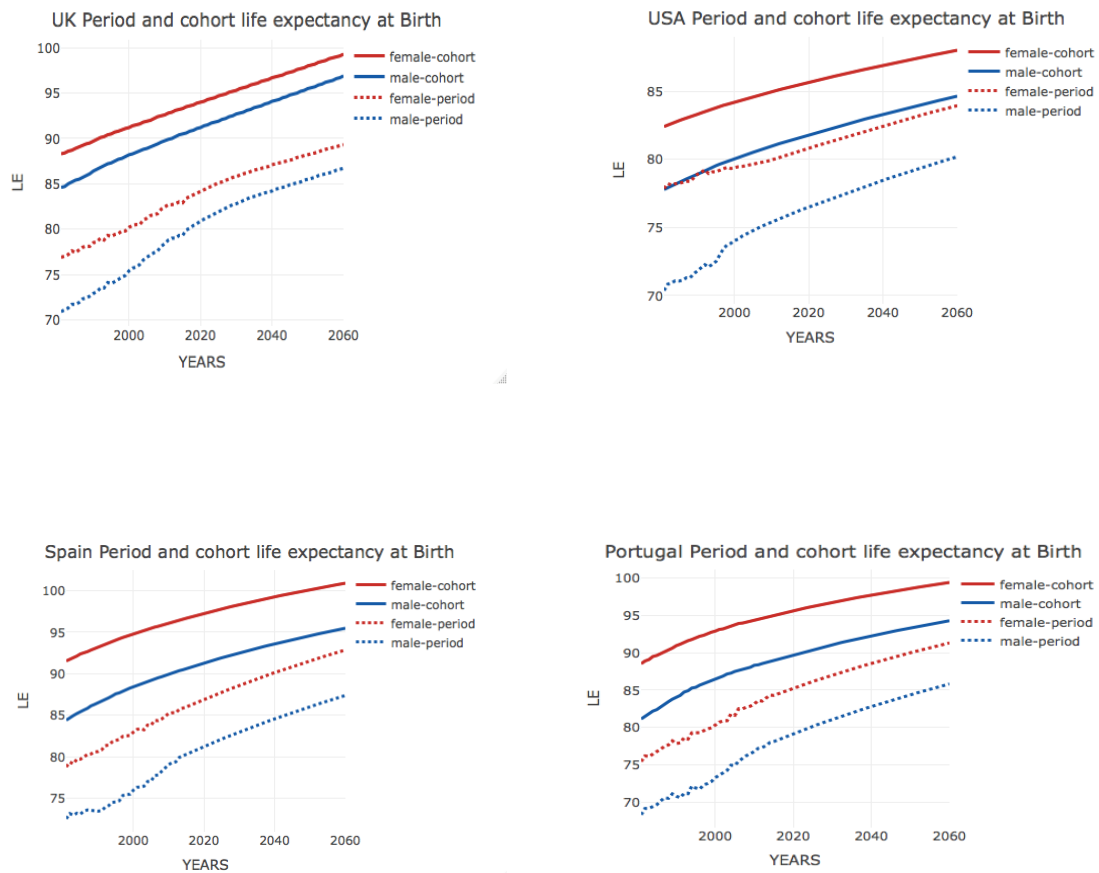 UK Period and cohort life expectancy at Birth
100
95
90
85
80
75
70
LE
2000 2020 2040 2060
YEARS
female-cohort
male-cohort
female-period
male-period
USA Period and cohort life expectancy at Birth
85
80
75
70
LE
2000 2020 2040 2060
YEARS
female-cohort
male-cohort
female-period
male-period
Spain Period and cohort life expectancy at Birth
100
95
90
85
80
75
LE
2000 2020 2040 2060
YEARS
female-cohort
male-cohort
female-period
male-period
Portugal Period and cohort life expectancy at Birth
100
95
90
85
80
75
70
LE
2000 2020 2040 2060
YEARS
female-cohort
male-cohort
female-period
male-period